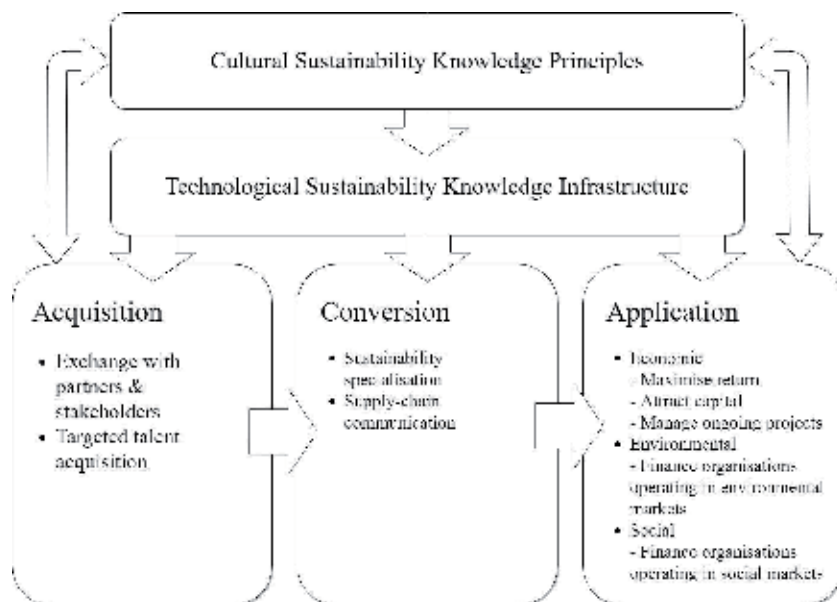 Cultural Sustainability Knowledge Principles
Technological Sustainability Knowledge Infrastructure
Acquisition
• Exchange with
partners &
stakeholders
• Targeted talent
acquisition
Conversion
• Sustainability
specialisation
• Supply-chain
communication
Application
• Economic
- Maximise return
- Attract capital
- Manage ongoing projects
• Environmental
- Finance organisations
operating in environmental
markets
• Social
- Finance organisations
operating in social markets